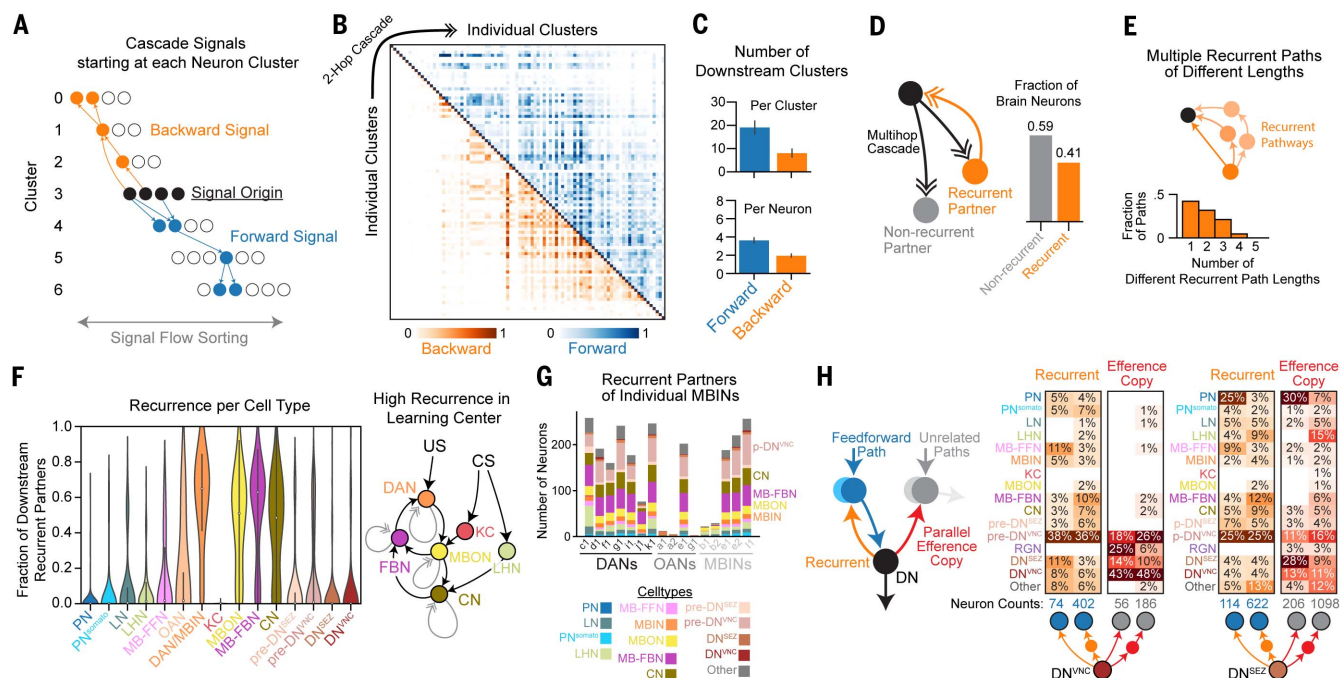 A
Cascade Signals
starting at each Neuron Cluster
Cluster
0
1
2
3
4
5
6
Backward Signal
Signal Origin
Forward Signal
Signal Flow Sorting
B
2-Hop Cascade
Individual Clusters
Individual Clusters
0 1
Backward
0 1
Forward
C
Number of
Downstream Clusters
30
20
10
0
Per Cluster
8
6
4
2
0
Per Neuron
Forward
Backward
D
Multihop
Cascade
Recurrent
Partner
Non-recurrent
Partner
Fraction of
Brain Neurons
0.59
0.41
Non-recurrent
Recurrent
E
Multiple Recurrent Paths
of Different Lengths
Recurrent
Pathways
Fraction
of Paths
.5
0
1 2 3 4 5
Number of
Different Recurrent Path Lengths
F
Recurrence per Cell Type
Fraction of Downstream
Recurrent Partners
1.0
0.8
0.6
0.4
0.2
0.0
PN
PNsomato
LN
LHN
MB-FFN
DAN/MBIN
KC
MBON
MB-FBN
CN
pre-DNSEZ
pre-DNVNC
DNSEZ
DNVNC
High Recurrence in
Learning Center
US
CS
DAN
KC
FBN
MBON
LHN
CN
G
Recurrent Partners
of Individual MBINs
Number of Neurons
200
100
0
p-DNVNC
CN
MB-FBN
MBON
MBIN
c1 d1 f1 g1 i1 j1 k1
DANs
OANs
MBINs
Celltypes
PN
LN
PNsomato
LHN
MB-FFN
MBIN
MBON
MB-FBN
CN
pre-DNSEZ
pre-DNVNC
DNSEZ
DNVNC
Other
H
Feedforward
Path
Unrelated
Paths
Recurrent
Parallel
Efference
Copy
DN
Recurrent
Efference
Copy
Recurrent
Efference
Copy
PN 5% 4% 25% 3% 30% 7%
PNsomato 5% 7% 1% 4% 2% 1% 2%
LN 1% 1% 2% 5% 2% 5%
LHN 2% 4% 9% 15%
MB-FFN 11% 3% 1% 9% 3% 2%
MBIN 5% 3% 2% 4% 1% 2%
KC 1%
MBON 2% 2%
MB-FBN 3% 10% 2% 4% 12% 6%
CN 3% 7% 2% 4% 6% 3% 4%
pre-DNSEZ 3% 6% p-DNSEZ 7% 5% 3% 5%
pre-DNVNC 38% 36% 18% 26% p-DNVNC 25% 25% 11% 16%
RGN 25% 6% 3% 3%
DNSEZ 11% 3% 14% 10% 4% 4% 28% 9%
DNVNC 8% 6% 43% 48% 4% 4% 13% 11%
Other 8% 6% 2% 5% 13% 4% 12%
Neuron Counts: 74 402 56 186 114 622 206 1098
DNVNC
DNSEZ